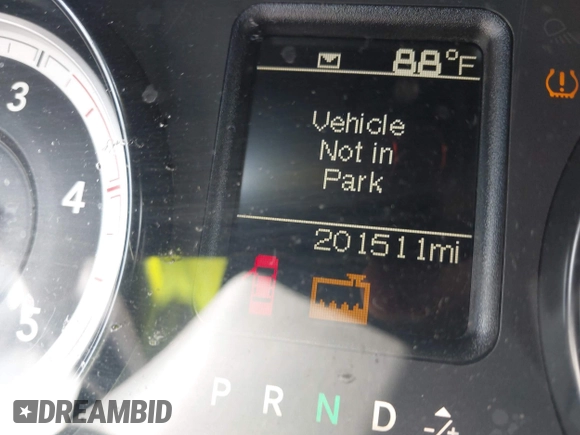 88°F
3
Vehicle
Not in
Park
4
201511mi
5
P R N D -/+
DREAMBID